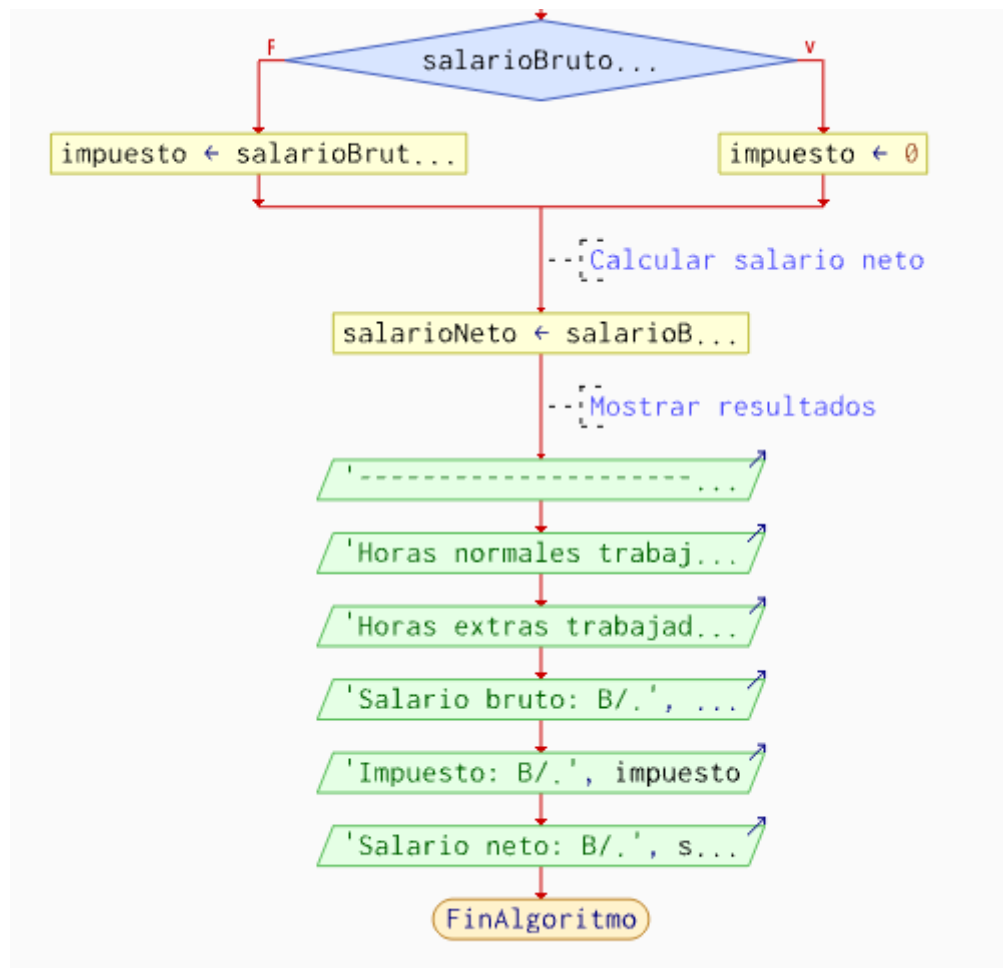 F
V
salarioBruto...
impuesto ← salarioBrut...
impuesto ← 0
Calcular salario neto
salarioNeto ← salarioB...
Mostrar resultados
'---------------------...
'Horas normales trabaj...
'Horas extras trabajad...
'Salario bruto: B/.', ...
'Impuesto: B/.', impuesto
'Salario neto: B/.', s...
FinAlgoritmo